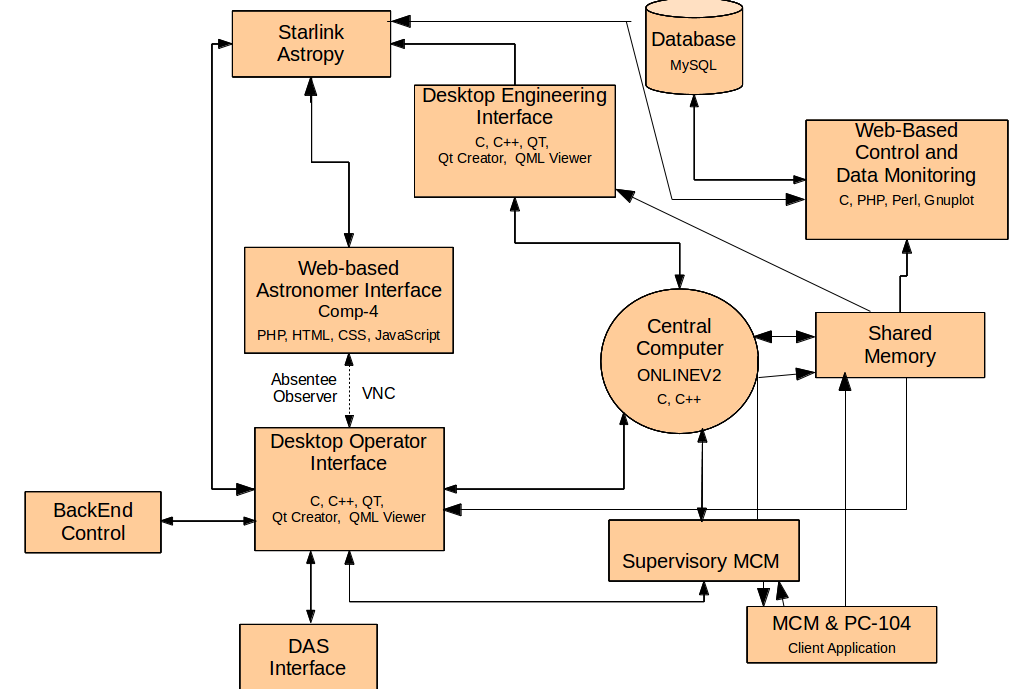 Starlink
Astropy
Database
MySQL
Desktop Engineering
Interface
C, C++, QT,
Qt Creator,  QML Viewer
Web-Based
Control and
Data Monitoring
C, PHP, Perl, Gnuplot
Web-based
Astronomer Interface
Comp-4
PHP, HTML, CSS, JavaScript
Central
Computer
ONLINEV2
C, C++
Shared
Memory
Absentee
Observer
VNC
Desktop Operator
Interface
C, C++, QT,
Qt Creator,  QML Viewer
BackEnd
Control
Supervisory MCM
MCM & PC-104
Client Application
DAS
Interface